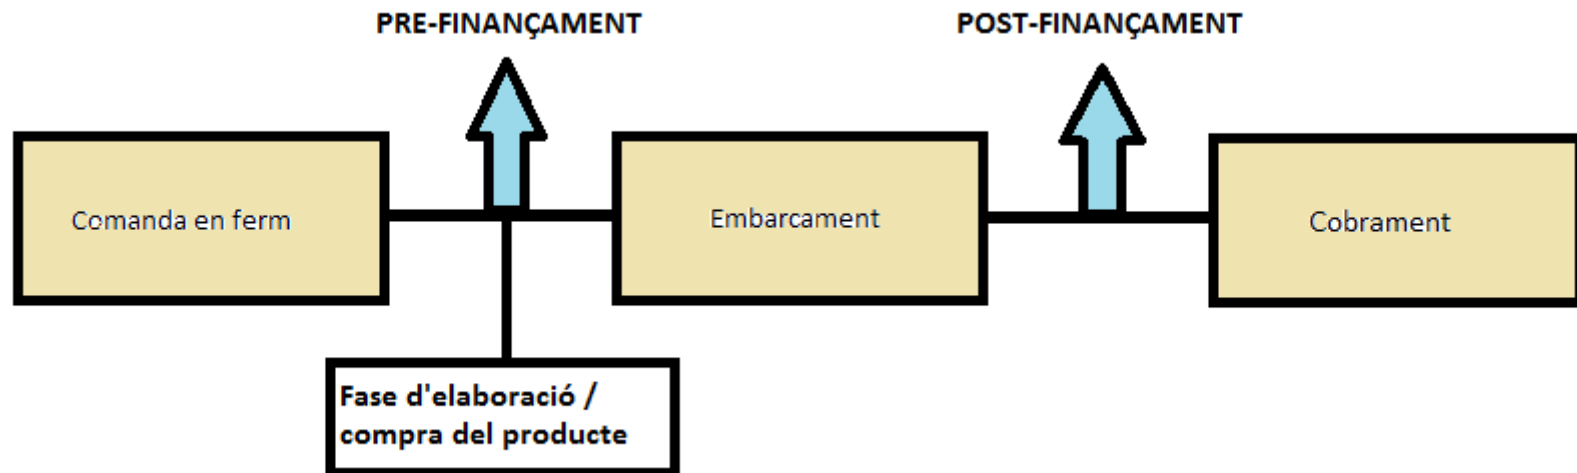 PRE-FINANÇAMENT
POST-FINANÇAMENT
Comanda en ferm
Embarcament
Cobrament
Fase d'elaboració /
compra del producte